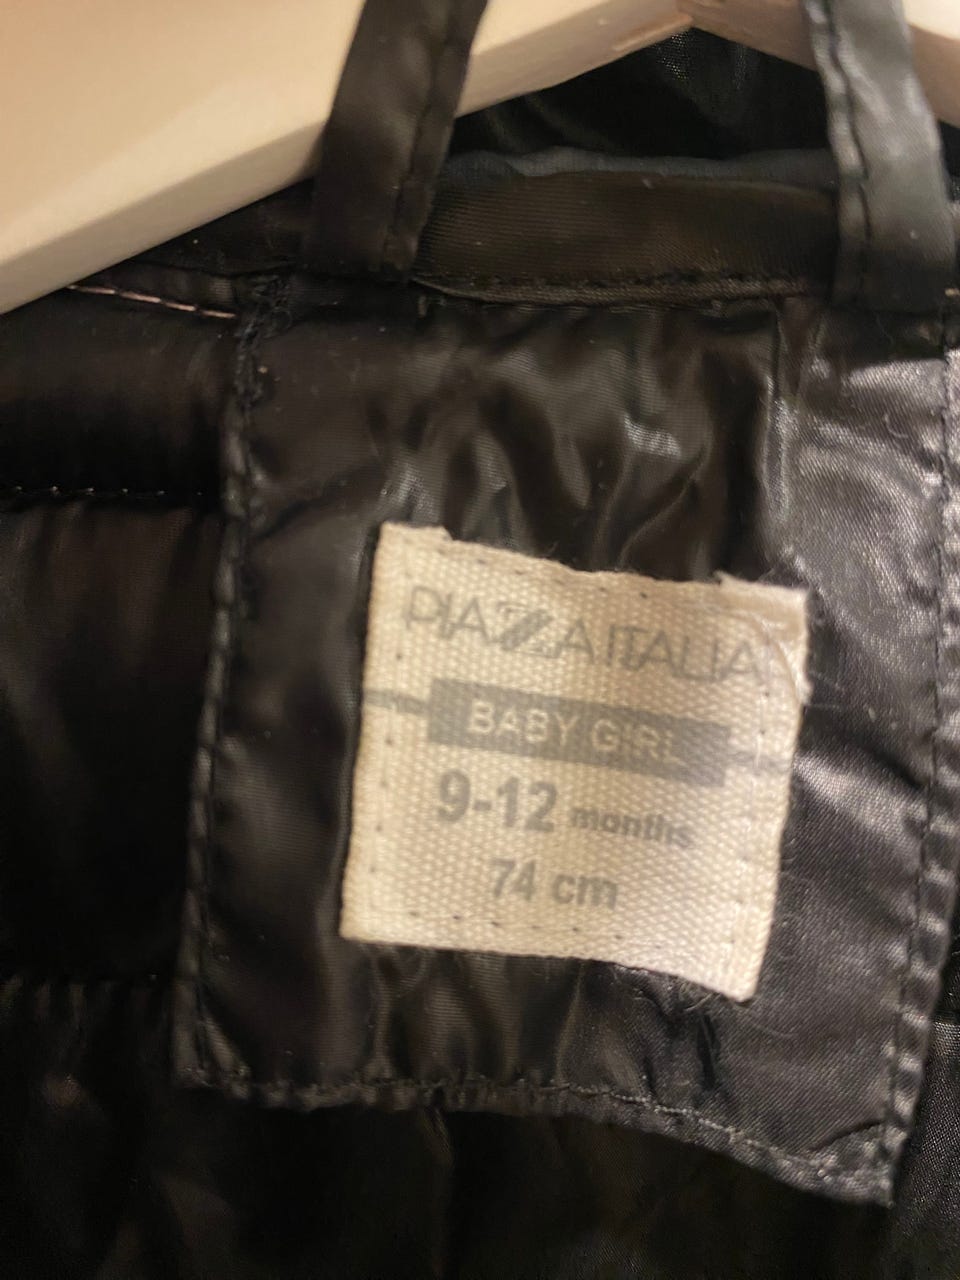 PIAZZA ITALIA
BABY GIRL
9-12 months
74 cm